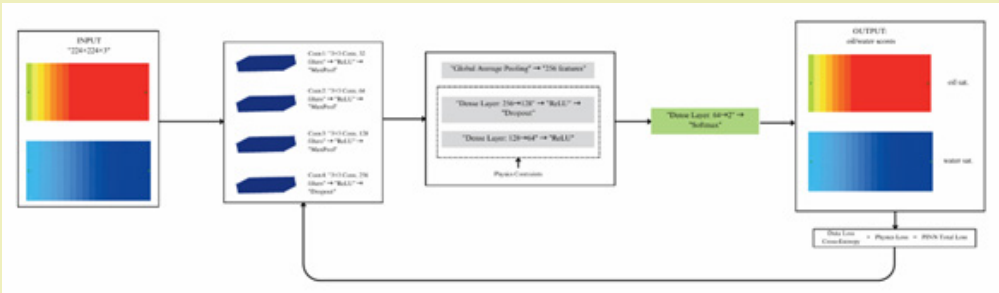 INPUT
"224×224×3"
Conv1 "3×3 Conv, 32
filters" → "ReLU" →
"MaxPool"
Conv2 "3×3 Conv, 64
filters" → "ReLU" →
"MaxPool"
Conv3 "3×3 Conv, 128
filters" → "ReLU" →
"MaxPool"
Conv4 "3×3 Conv, 256
filters" → "ReLU" →
"Dropout"
"Global Average Pooling" → "256 features"
"Dense Layer: 256→128" → "ReLU" →
"Dropout"
"Dense Layer: 128→64" → "ReLU"
Physics Constraints
"Dense Layer: 64→2" →
"Softmax"
OUTPUT:
oil/water scores
oil sat.
water sat.
Data Loss
Cross-Entropy + Physics Loss = PINN Total Loss